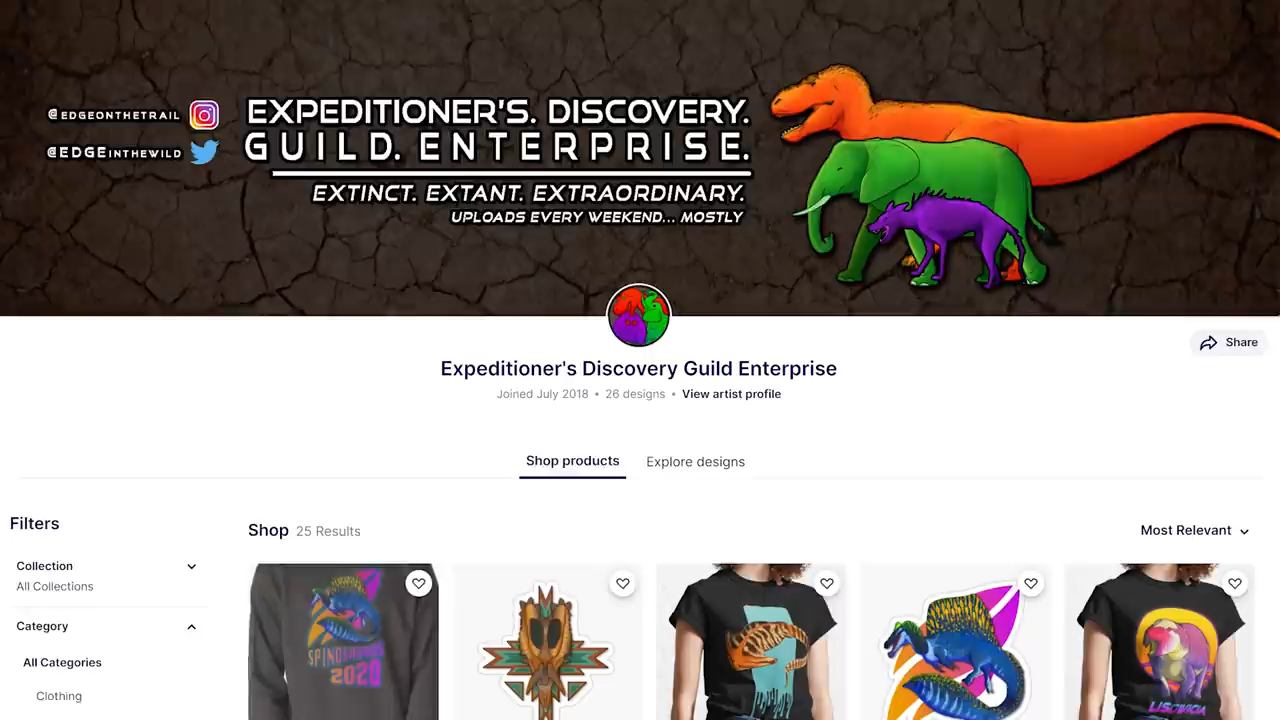 @EDGEONTHETRAIL
@EDGEINTHEWILD
EXPEDITIONER'S. DISCOVERY.
GUILD. ENTERPRISE.
EXTINCT. EXTANT. EXTRAORDINARY.
UPLOADS EVERY WEEKEND... MOSTLY
Share
Expeditioner's Discovery Guild Enterprise
Joined July 2018 • 26 designs • View artist profile
Shop products
Explore designs
Filters
Shop 25 Results
Most Relevant
Collection
All Collections
Category
All Categories
Clothing
SPINOSAURUS
2020